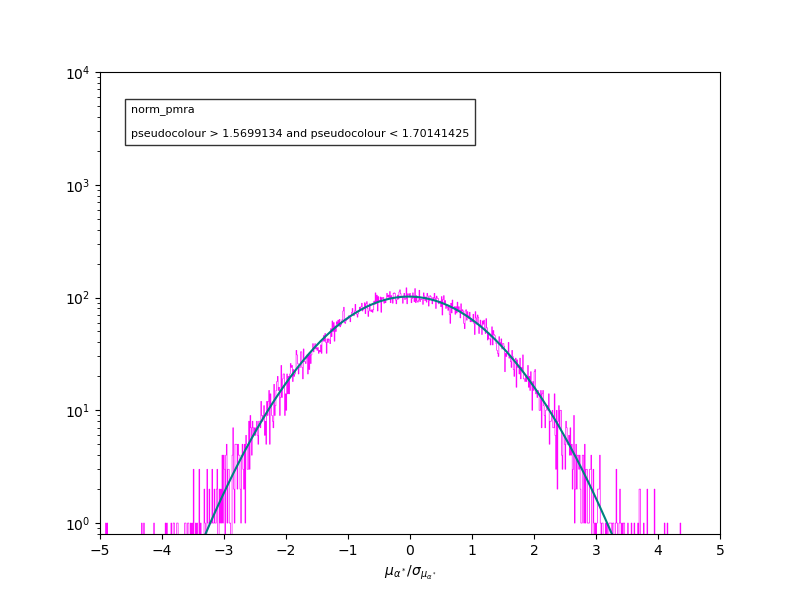 norm_pmra
pseudocolour > 1.5699134 and pseudocolour < 1.70141425
10⁴
10³
10²
10¹
10⁰
−5 −4 −3 −2 −1 0 1 2 3 4 5
μα*/σμα*